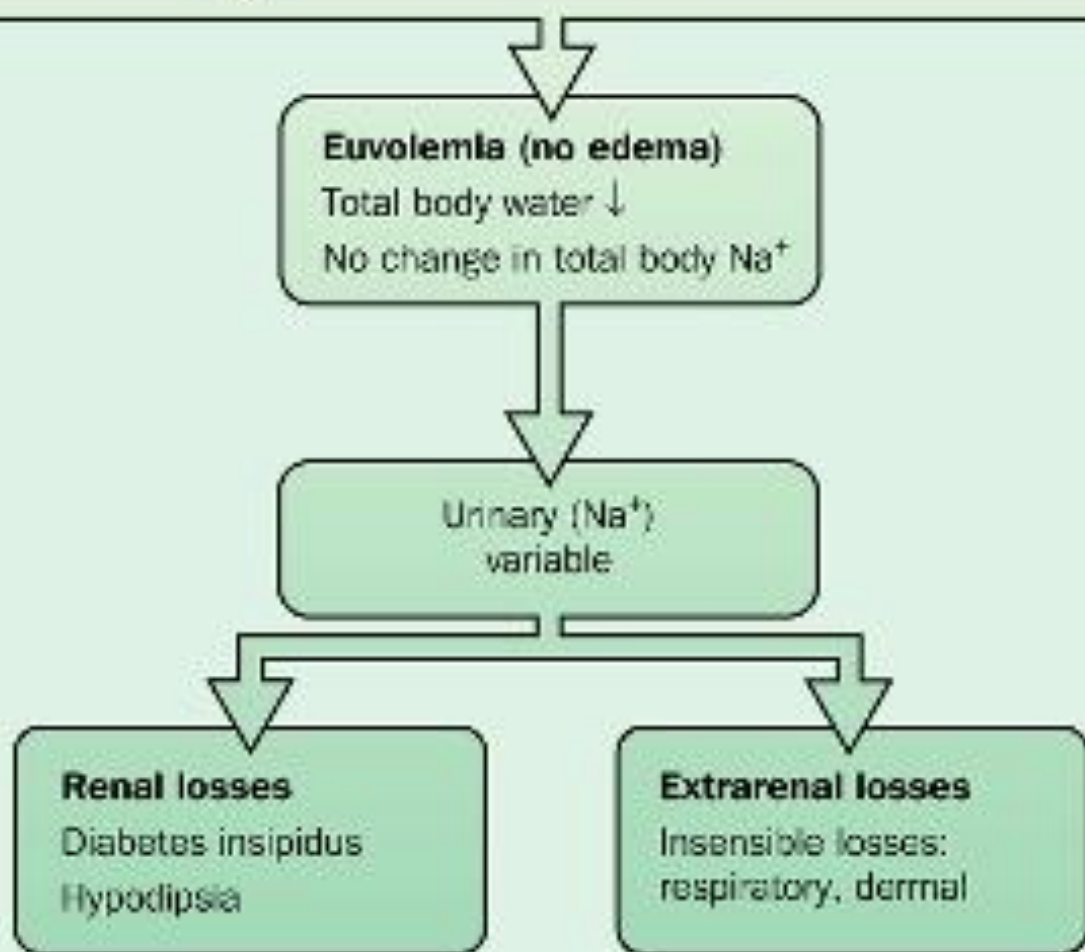 Euvolemia (no edema)
Total body water ↓
No change in total body Na⁺
Urinary (Na⁺)
variable
Renal losses
Diabetes insipidus
Hypodipsia
Extrarenal losses
Insensible losses:
respiratory, dermal